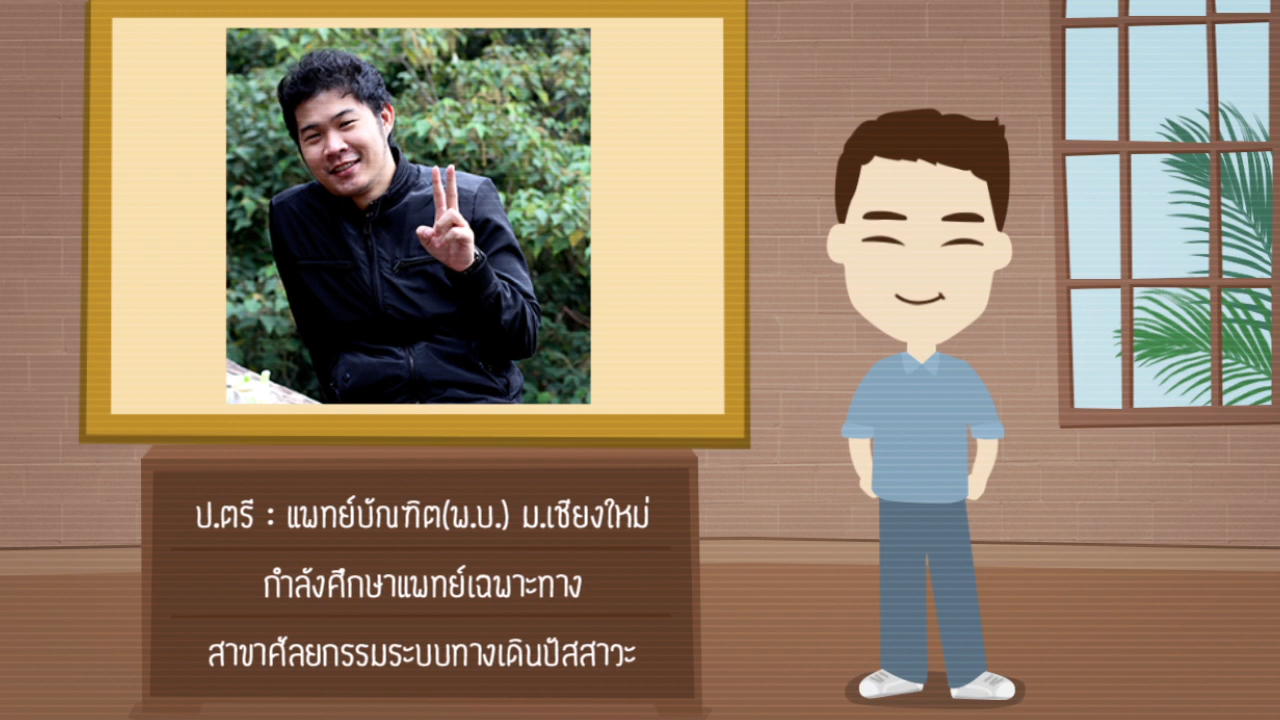 ป.ตรี : แพทย์บัณฑิต(พ.บ.) ม.เชียงใหม่
กำลังศึกษาแพทย์เฉพาะทาง
สาขาศัลยกรรมระบบทางเดินปัสสาวะ